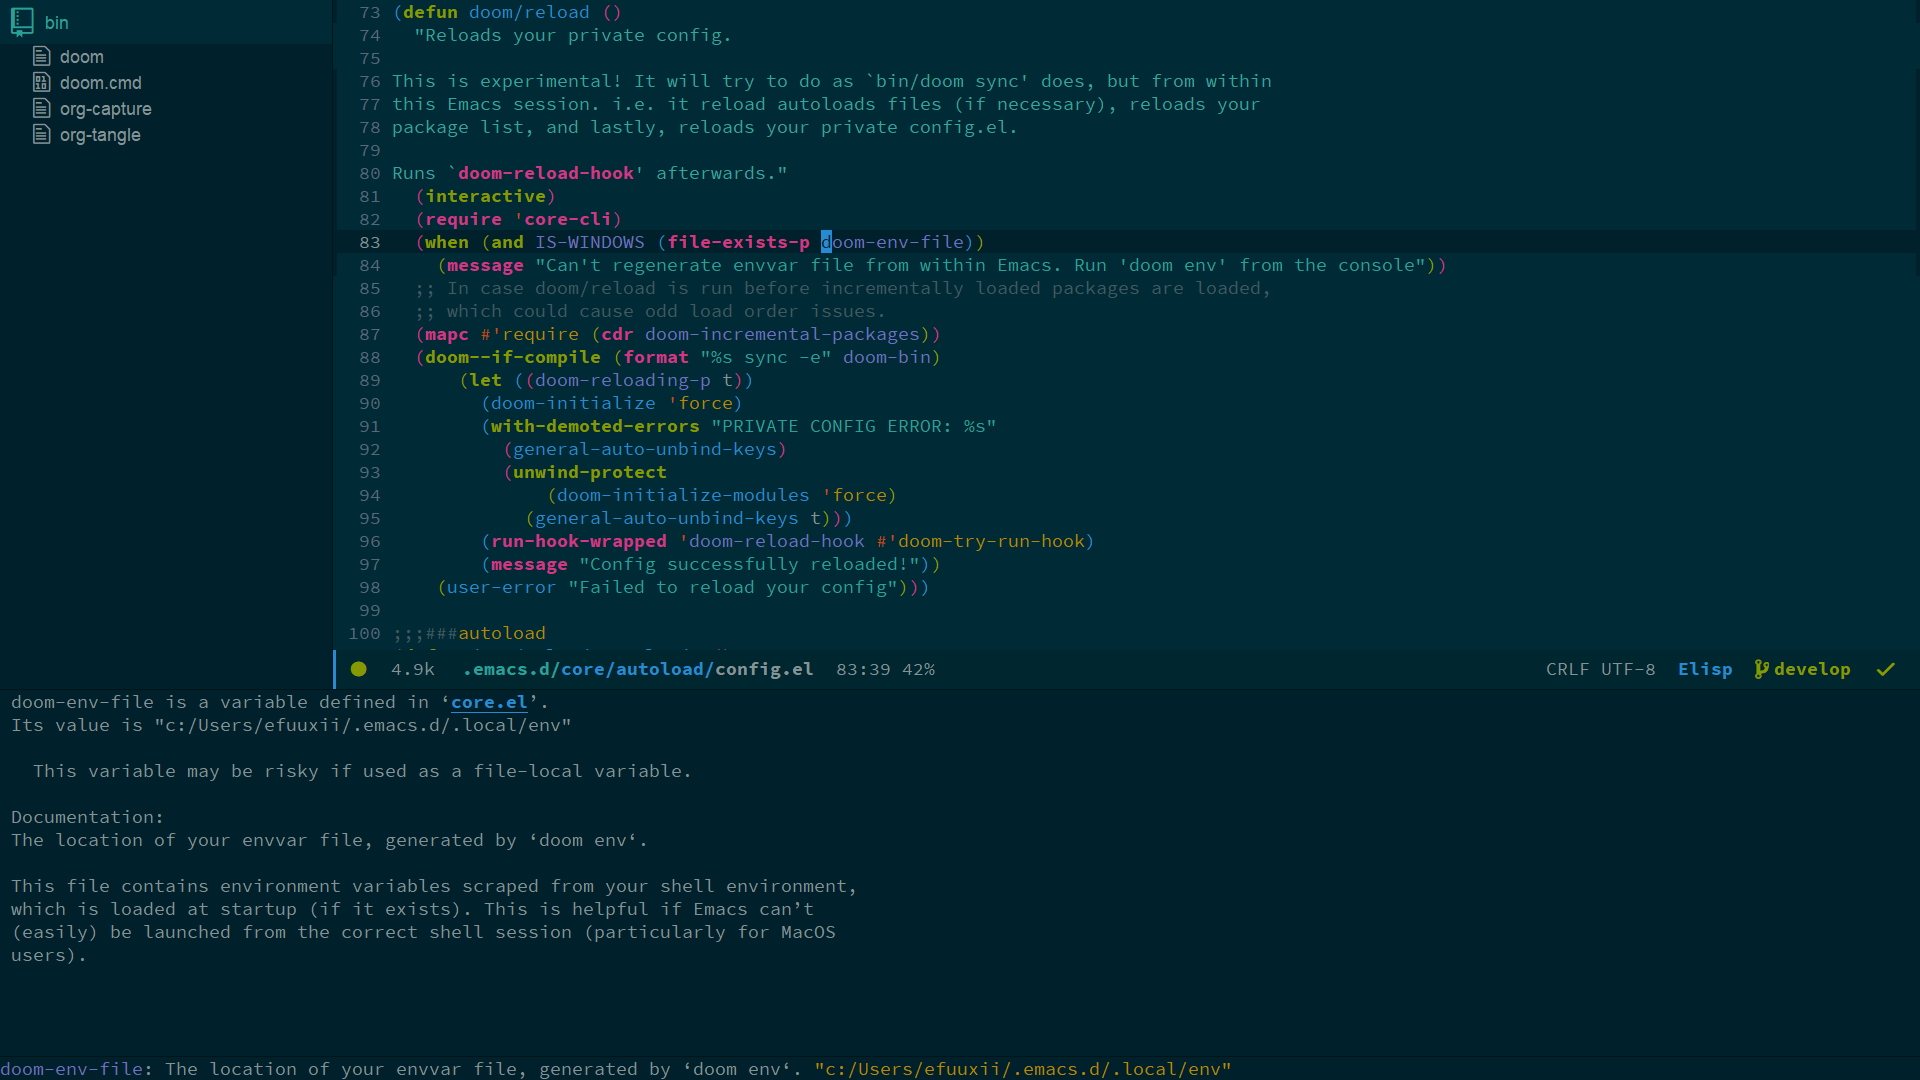 bin
doom
doom.cmd
org-capture
org-tangle
73 (defun doom/reload ()
74   "Reloads your private config.
75
76 This is experimental! It will try to do as `bin/doom sync' does, but from within
77 this Emacs session. i.e. it reload autoloads files (if necessary), reloads your
78 package list, and lastly, reloads your private config.el.
79
80 Runs `doom-reload-hook' afterwards."
81   (interactive)
82   (require 'core-cli)
83   (when (and IS-WINDOWS (file-exists-p doom-env-file))
84     (message "Can't regenerate envvar file from within Emacs. Run 'doom env' from the console"))
85   ;; In case doom/reload is run before incrementally loaded packages are loaded,
86   ;; which could cause odd load order issues.
87   (mapc #'require (cdr doom-incremental-packages))
88   (doom--if-compile (format "%s sync -e" doom-bin)
89       (let ((doom-reloading-p t))
90         (doom-initialize 'force)
91         (with-demoted-errors "PRIVATE CONFIG ERROR: %s"
92           (general-auto-unbind-keys)
93           (unwind-protect
94               (doom-initialize-modules 'force)
95             (general-auto-unbind-keys t)))
96         (run-hook-wrapped 'doom-reload-hook #'doom-try-run-hook)
97         (message "Config successfully reloaded!"))
98     (user-error "Failed to reload your config")))
99
100 ;;;###autoload
4.9k .emacs.d/core/autoload/config.el 83:39 42% CRLF UTF-8 Elisp develop
doom-env-file is a variable defined in ‘core.el’.
Its value is "c:/Users/efuuxii/.emacs.d/.local/env"
This variable may be risky if used as a file-local variable.
Documentation:
The location of your envvar file, generated by ‘doom env‘.
This file contains environment variables scraped from your shell environment,
which is loaded at startup (if it exists). This is helpful if Emacs can’t
(easily) be launched from the correct shell session (particularly for MacOS
users).
doom-env-file: The location of your envvar file, generated by ‘doom env‘. "c:/Users/efuuxii/.emacs.d/.local/env"